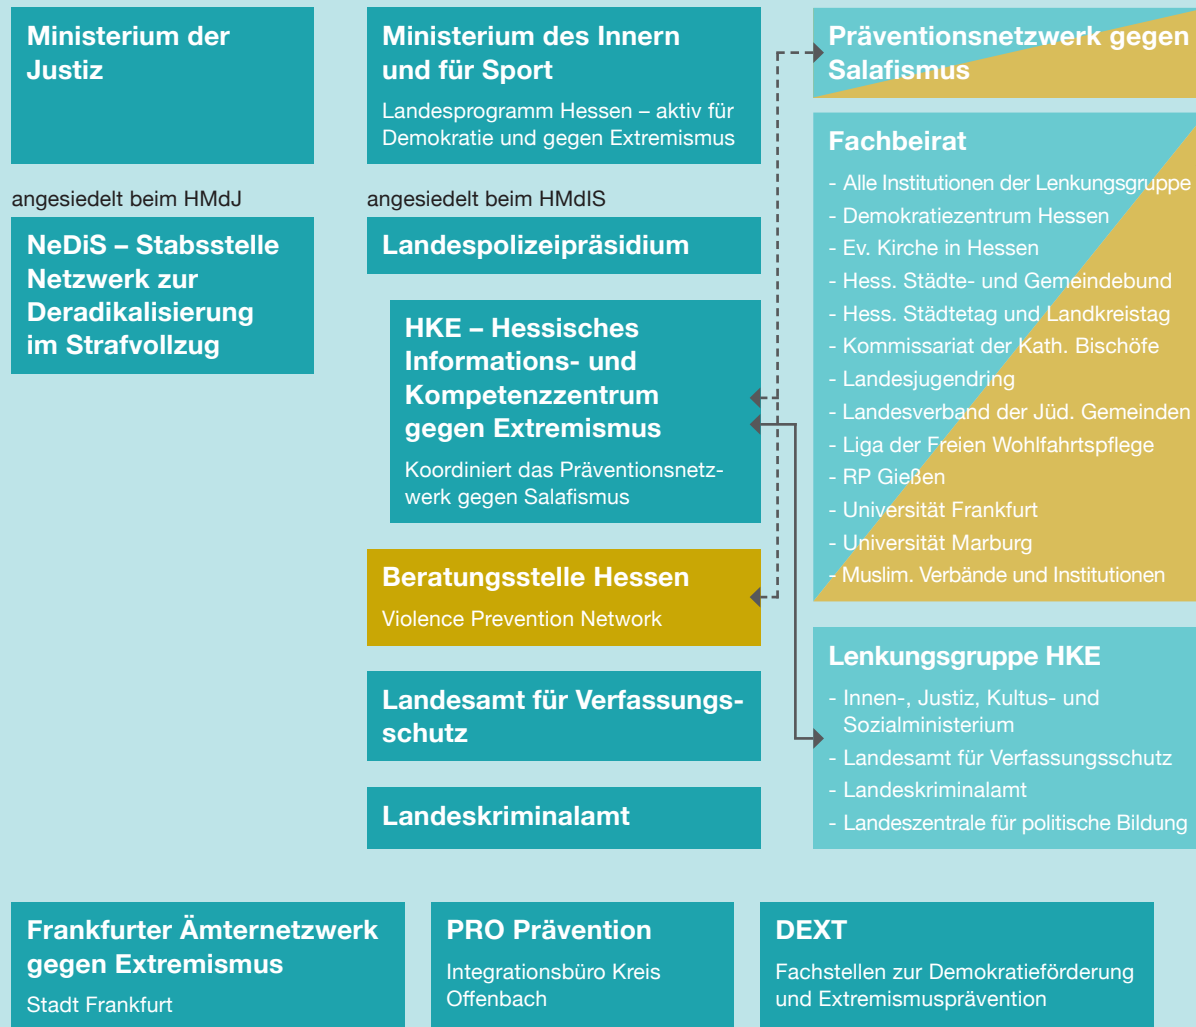 Ministerium der
Justiz
angesiedelt beim HMdJ
NeDiS – Stabsstelle
Netzwerk zur
Deradikalisierung
im Strafvollzug
Ministerium des Innern
und für Sport
Landesprogramm Hessen – aktiv für
Demokratie und gegen Extremismus
angesiedelt beim HMdIS
Landespolizeipräsidium
HKE – Hessisches
Informations- und
Kompetenzzentrum
gegen Extremismus
Koordiniert das Präventionsnetz-
werk gegen Salafismus
Beratungsstelle Hessen
Violence Prevention Network
Landesamt für Verfassungs-
schutz
Landeskriminalamt
Präventionsnetzwerk gegen
Salafismus
Fachbeirat
- Alle Institutionen der Lenkungsgruppe
- Demokratiezentrum Hessen
- Ev. Kirche in Hessen
- Hess. Städte- und Gemeindebund
- Hess. Städtetag und Landkreistag
- Kommissariat der Kath. Bischöfe
- Landesjugendring
- Landesverband der Jüd. Gemeinden
- Liga der Freien Wohlfahrtspflege
- RP Gießen
- Universität Frankfurt
- Universität Marburg
- Muslim. Verbände und Institutionen
Lenkungsgruppe HKE
- Innen-, Justiz, Kultus- und
Sozialministerium
- Landesamt für Verfassungsschutz
- Landeskriminalamt
- Landeszentrale für politische Bildung
Frankfurter Ämternetzwerk
gegen Extremismus
Stadt Frankfurt
PRO Prävention
Integrationsbüro Kreis
Offenbach
DEXT
Fachstellen zur Demokratieförderung
und Extremismusprävention